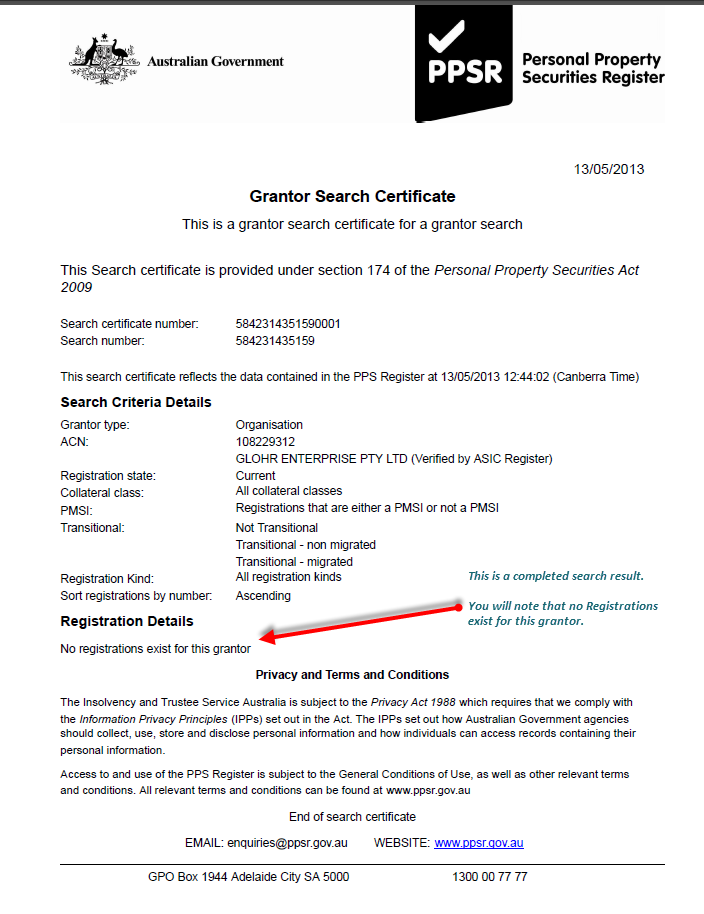 Australian Government
PPSR
Personal Property
Securities Register
13/05/2013
Grantor Search Certificate
This is a grantor search certificate for a grantor search
This Search certificate is provided under section 174 of the Personal Property Securities Act
2009
Search certificate number: 5842314351590001
Search number: 584231435159
This search certificate reflects the data contained in the PPS Register at 13/05/2013 12:44:02 (Canberra Time)
Search Criteria Details
Grantor type: Organisation
ACN: 108229312
GLOHR ENTERPRISE PTY LTD (Verified by ASIC Register)
Registration state: Current
Collateral class: All collateral classes
PMSI: Registrations that are either a PMSI or not a PMSI
Transitional: Not Transitional
Transitional - non migrated
Transitional - migrated
Registration Kind: All registration kinds
Sort registrations by number: Ascending
This is a completed search result.
You will note that no Registrations
exist for this grantor.
Registration Details
No registrations exist for this grantor
Privacy and Terms and Conditions
The Insolvency and Trustee Service Australia is subject to the Privacy Act 1988 which requires that we comply with
the Information Privacy Principles (IPPs) set out in the Act. The IPPs set out how Australian Government agencies
should collect, use, store and disclose personal information and how individuals can access records containing their
personal information.
Access to and use of the PPS Register is subject to the General Conditions of Use, as well as other relevant terms
and conditions. All relevant terms and conditions can be found at www.ppsr.gov.au
End of search certificate
EMAIL: enquiries@ppsr.gov.au WEBSITE: www.ppsr.gov.au
GPO Box 1944 Adelaide City SA 5000 1300 00 77 77